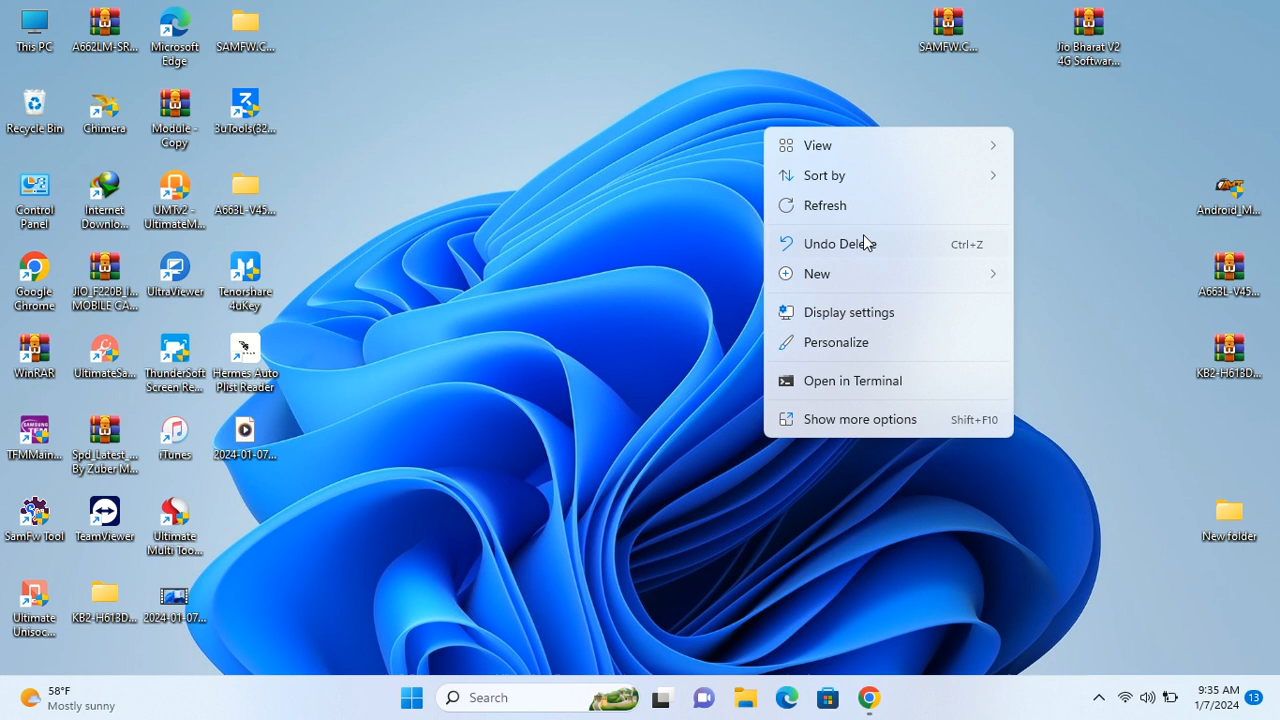 This PC
A662LM-SR...
Microsoft
Edge
SAMFW.C...
SAMFW.C...
Jio Bharat V2
4G Softwar...
Recycle Bin
Chimera
Module -
Copy
3uTools(32...
Control
Panel
Internet
Downlo...
UMTv2 -
UltimateM...
A663L-V45...
Android_M...
Google
Chrome
JIO_F220B_I...
MOBILE CA...
UltraViewer
Tenorshare
4uKey
A663L-V45...
WinRAR
UltimateSa...
ThunderSoft
Screen Re...
Hermes Auto
Plist Reader
KB2-H613D...
SAMSUNG
TFMMain...
Spd_Latest_...
By Zuber M...
iTunes
2024-01-07...
SamFw Tool
TeamViewer
Ultimate
Multi Too...
New folder
Ultimate
Unisoc...
KB2-H613D...
2024-01-07...
View
Sort by
Refresh
Undo Delete Ctrl+Z
New
Display settings
Personalize
Open in Terminal
Show more options Shift+F10
58°F
Mostly sunny
Search
9:35 AM
1/7/2024
13